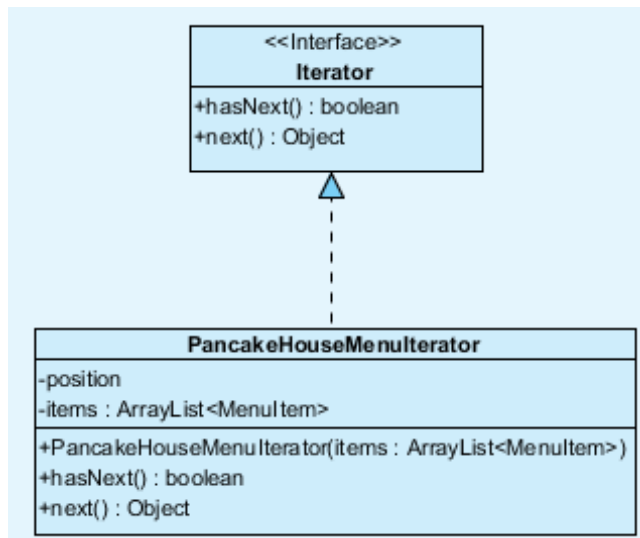 <<Interface>>
Iterator
+hasNext() : boolean
+next() : Object
PancakeHouseMenuIterator
-position
-items : ArrayList<MenuItem>
+PancakeHouseMenuIterator(items : ArrayList<MenuItem>)
+hasNext() : boolean
+next() : Object